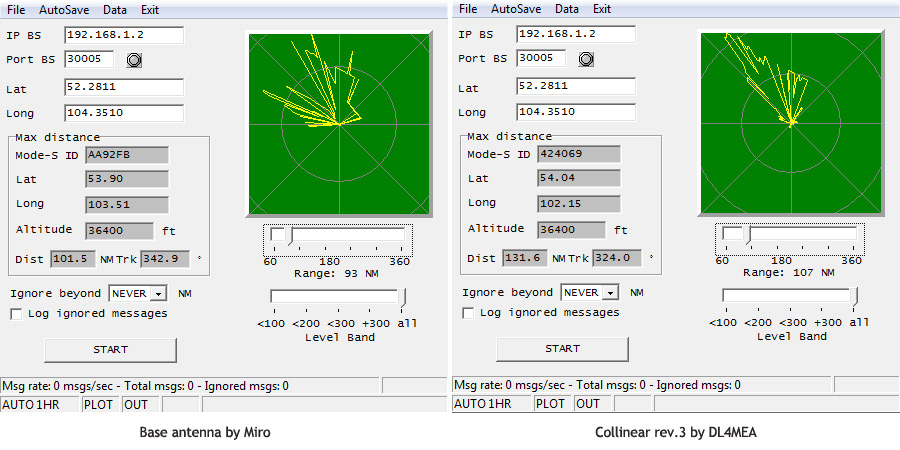 File AutoSave Data Exit
IP BS 192.168.1.2
Port BS 30005
Lat 52.2811
Long 104.3510
Max distance
Mode-S ID AA92FB
Lat 53.90
Long 103.51
Altitude 36400 ft
Dist 101.5 NM Trk 342.9 °
Ignore beyond NEVER NM
Log ignored messages
START
60 180 360
Range: 93 NM
<100 <200 <300 +300 all
Level Band
Msg rate: 0 msgs/sec - Total msgs: 0 - Ignored msgs: 0
AUTO 1HR PLOT OUT
Base antenna by Miro
File AutoSave Data Exit
IP BS 192.168.1.2
Port BS 30005
Lat 52.2811
Long 104.3510
Max distance
Mode-S ID 424069
Lat 54.04
Long 102.15
Altitude 36400 ft
Dist 131.6 NM Trk 324.0 °
Ignore beyond NEVER NM
Log ignored messages
START
60 180 360
Range: 107 NM
<100 <200 <300 +300 all
Level Band
Msg rate: 0 msgs/sec - Total msgs: 0 - Ignored msgs: 0
AUTO 1HR PLOT OUT
Collinear rev.3 by DL4MEA